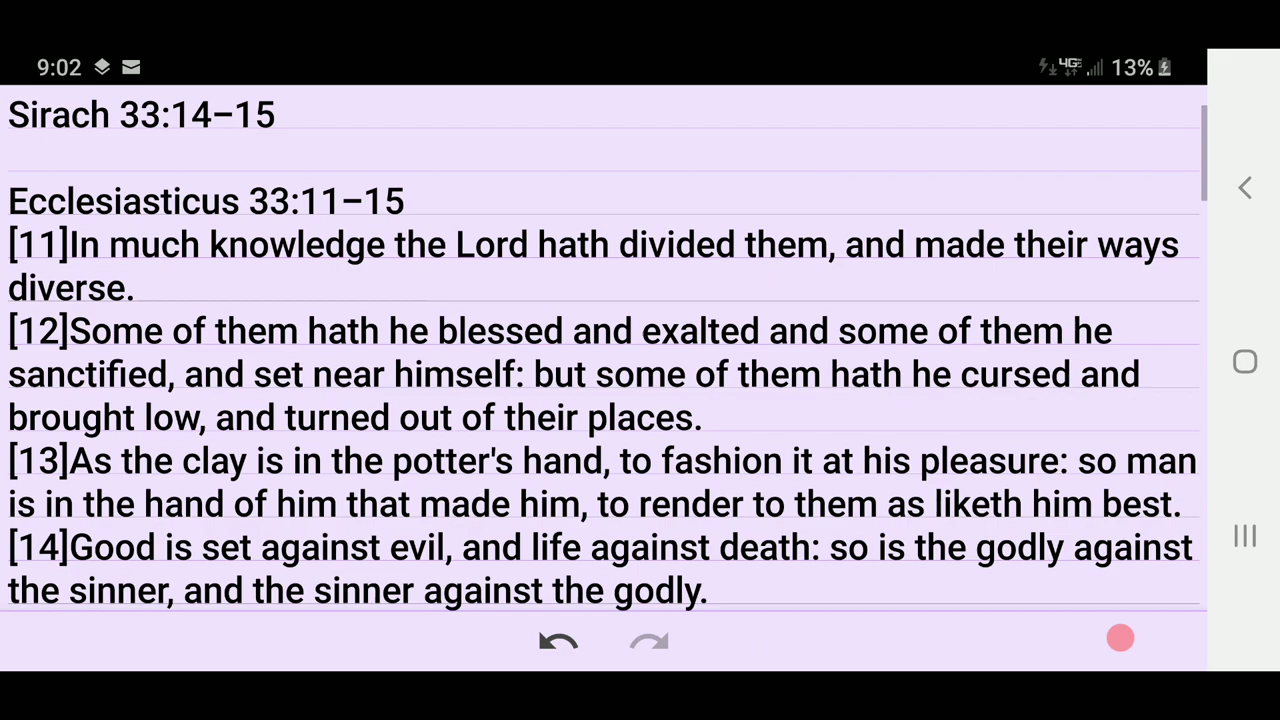 9:02 4G 13%
Sirach 33:14–15
Ecclesiasticus 33:11–15
[11]In much knowledge the Lord hath divided them, and made their ways
diverse.
[12]Some of them hath he blessed and exalted and some of them he
sanctified, and set near himself: but some of them hath he cursed and
brought low, and turned out of their places.
[13]As the clay is in the potter's hand, to fashion it at his pleasure: so man
is in the hand of him that made him, to render to them as liketh him best.
[14]Good is set against evil, and life against death: so is the godly against
the sinner, and the sinner against the godly.